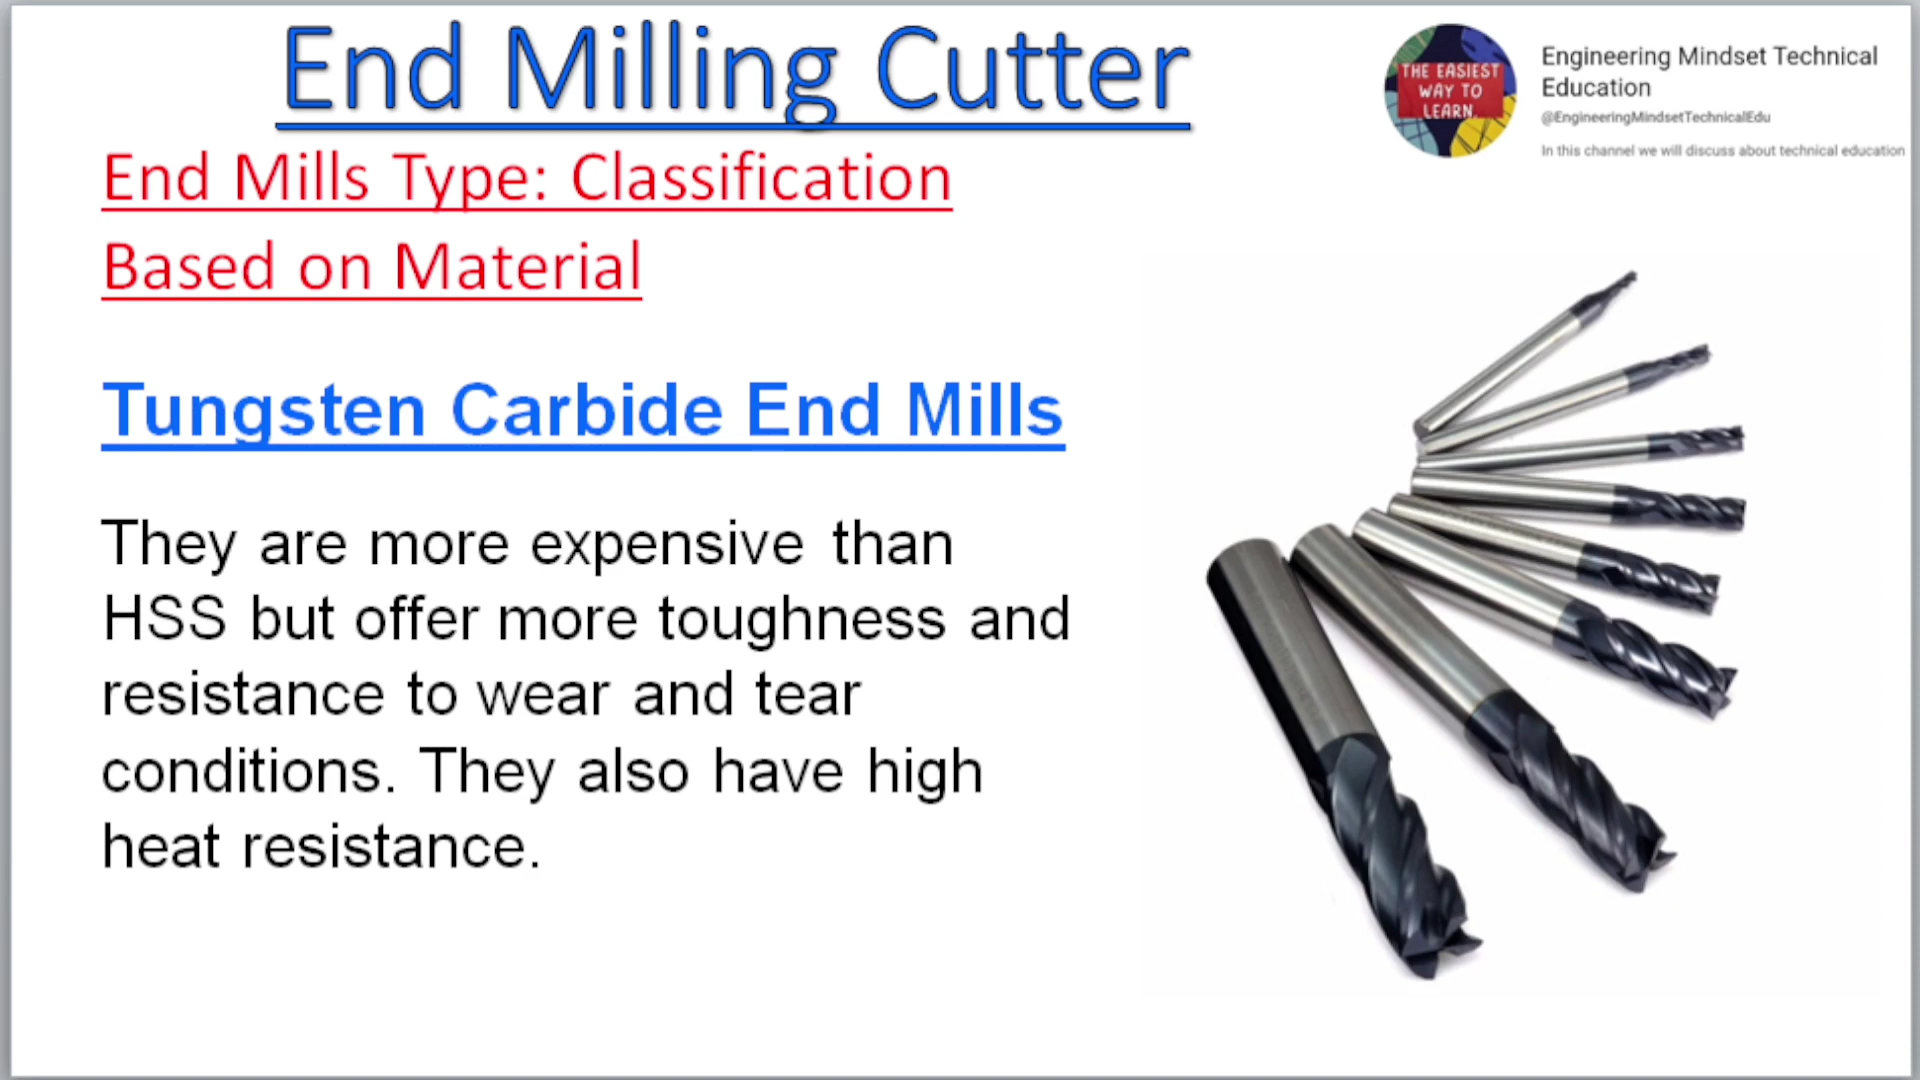 End Milling Cutter
THE EASIEST
WAY TO
LEARN.
Engineering Mindset Technical
Education
@EngineeringMindsetTechnicalEdu
In this channel we will discuss about technical education
End Mills Type: Classification
Based on Material
Tungsten Carbide End Mills
They are more expensive than
HSS but offer more toughness and
resistance to wear and tear
conditions. They also have high
heat resistance.